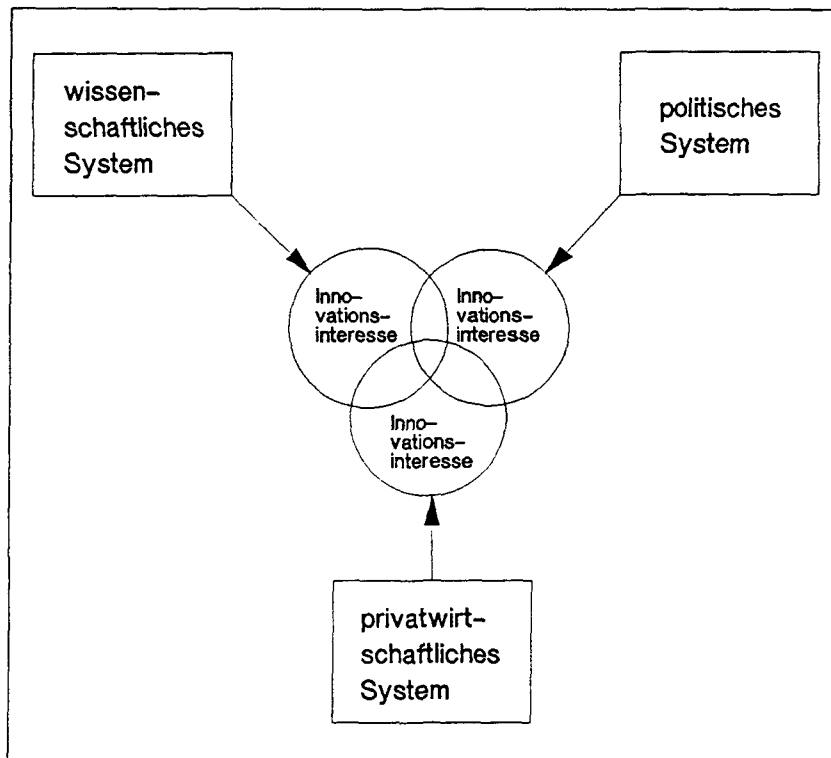 wissen-
schaftliches
System
politisches
System
Inno-
vations-
interesse
Inno-
vations-
interesse
Inno-
vations-
interesse
privatwirt-
schaftliches
System